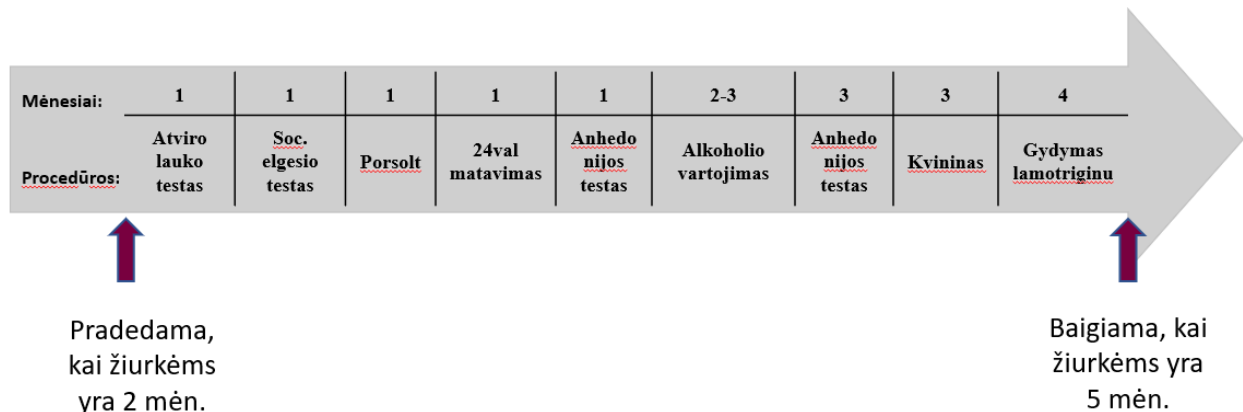 Mėnesiai: 1 1 1 1 1 2-3 3 3 4
Procedūros:
Atviro
lauko
testas
Soc.
elgesio
testas
Porsolt
24val
matavimas
Anhedo
nijos
testas
Alkoholio
vartojimas
Anhedo
nijos
testas
Kvininas
Gydymas
lamotriginu
Pradedama,
kai žiurkėms
yra 2 mėn.
Baigiama, kai
žiurkėms yra
5 mėn.